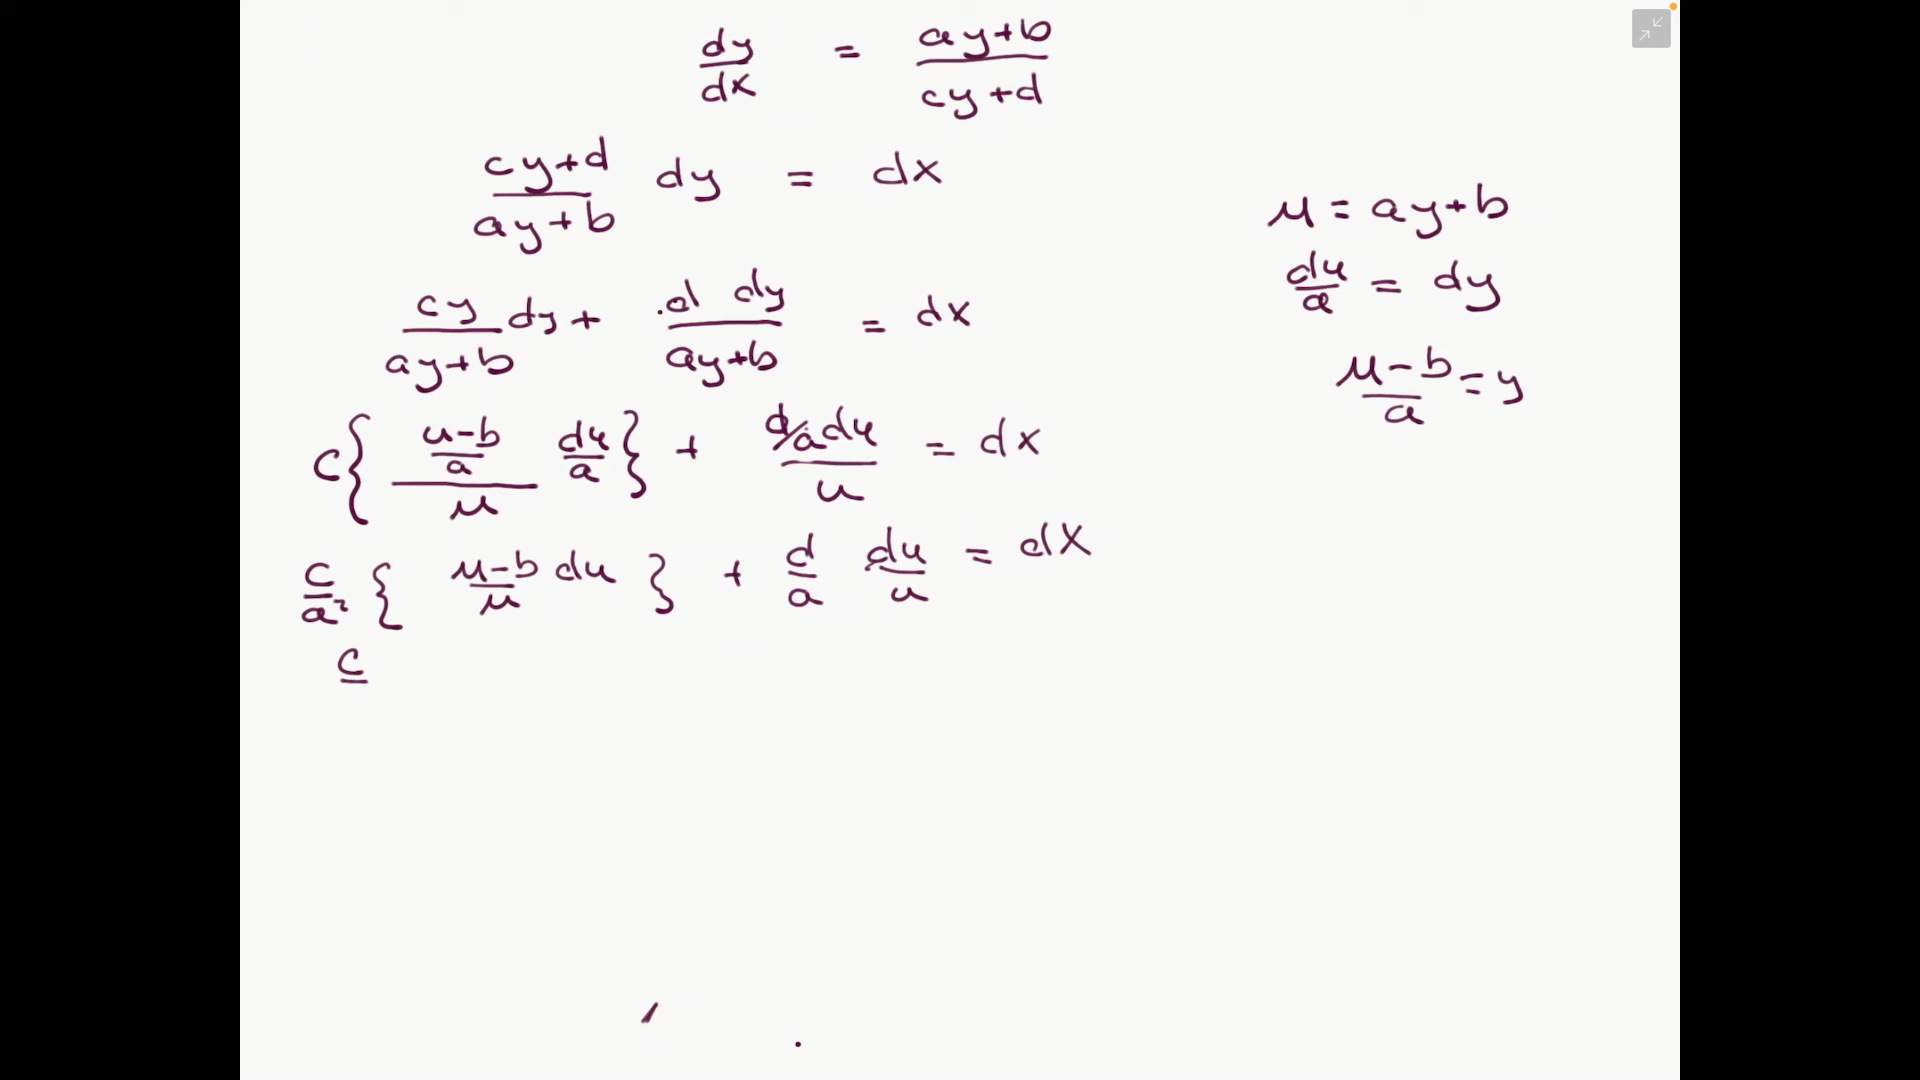 dy/dx = (ay+b)/(cy+d)
(cy+d)/(ay+b) dy = dx
μ = ay+b
du/a = dy
cy/(ay+b) dy + d dy/(ay+b) = dx
(μ-b)/a = y
c{ ((u-b)/a)/μ du/a } + (d/a du)/u = dx
c/a² { (μ-b)/μ du } + d/a du/u = dx
c